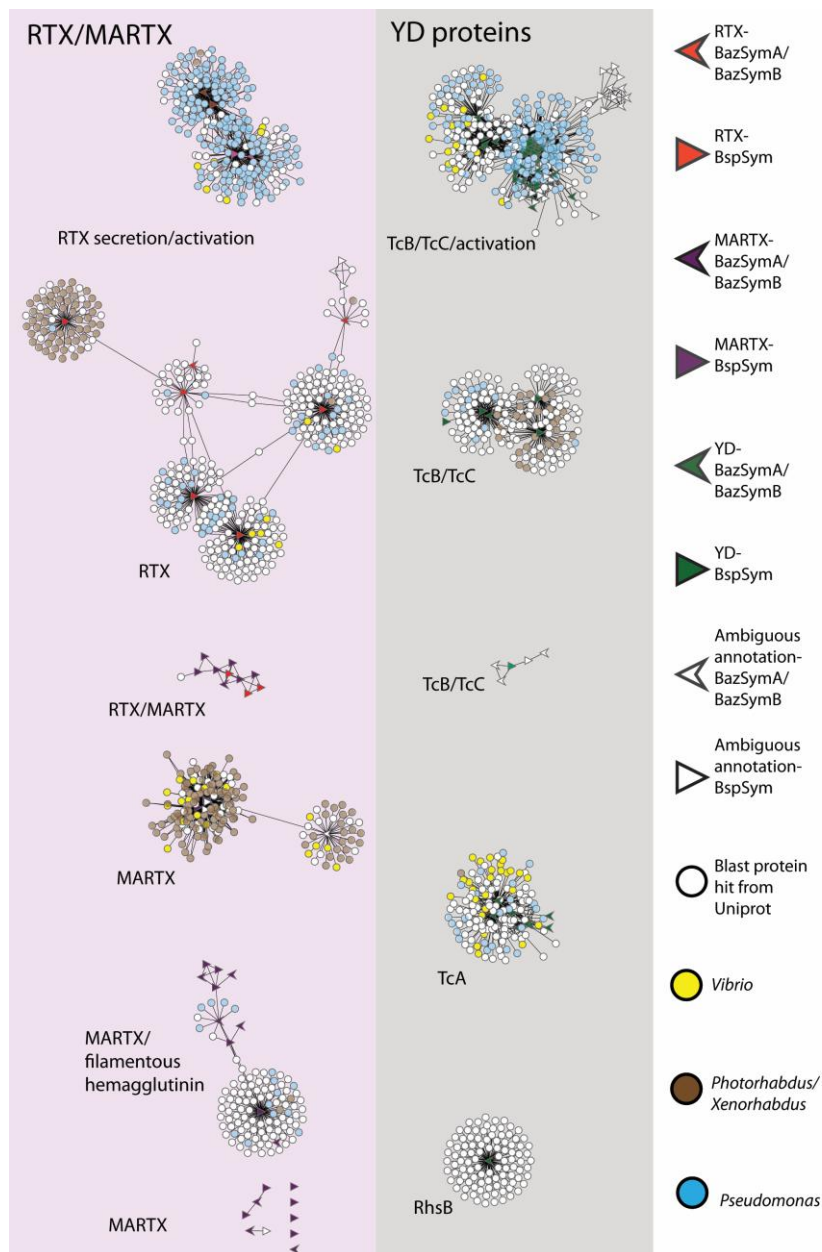 RTX/MARTX
RTX secretion/activation
RTX
RTX/MARTX
MARTX
MARTX/
filamentous
hemagglutinin
MARTX
YD proteins
TcB/TcC/activation
TcB/TcC
TcB/TcC
TcA
RhsB
RTX-
BazSymA/
BazSymB
RTX-
BspSym
MARTX-
BazSymA/
BazSymB
MARTX-
BspSym
YD-
BazSymA/
BazSymB
YD-
BspSym
Ambiguous
annotation-
BazSymA/
BazSymB
Ambiguous
annotation-
BspSym
Blast protein
hit from
Uniprot
Vibrio
Photorhabdus/
Xenorhabdus
Pseudomonas